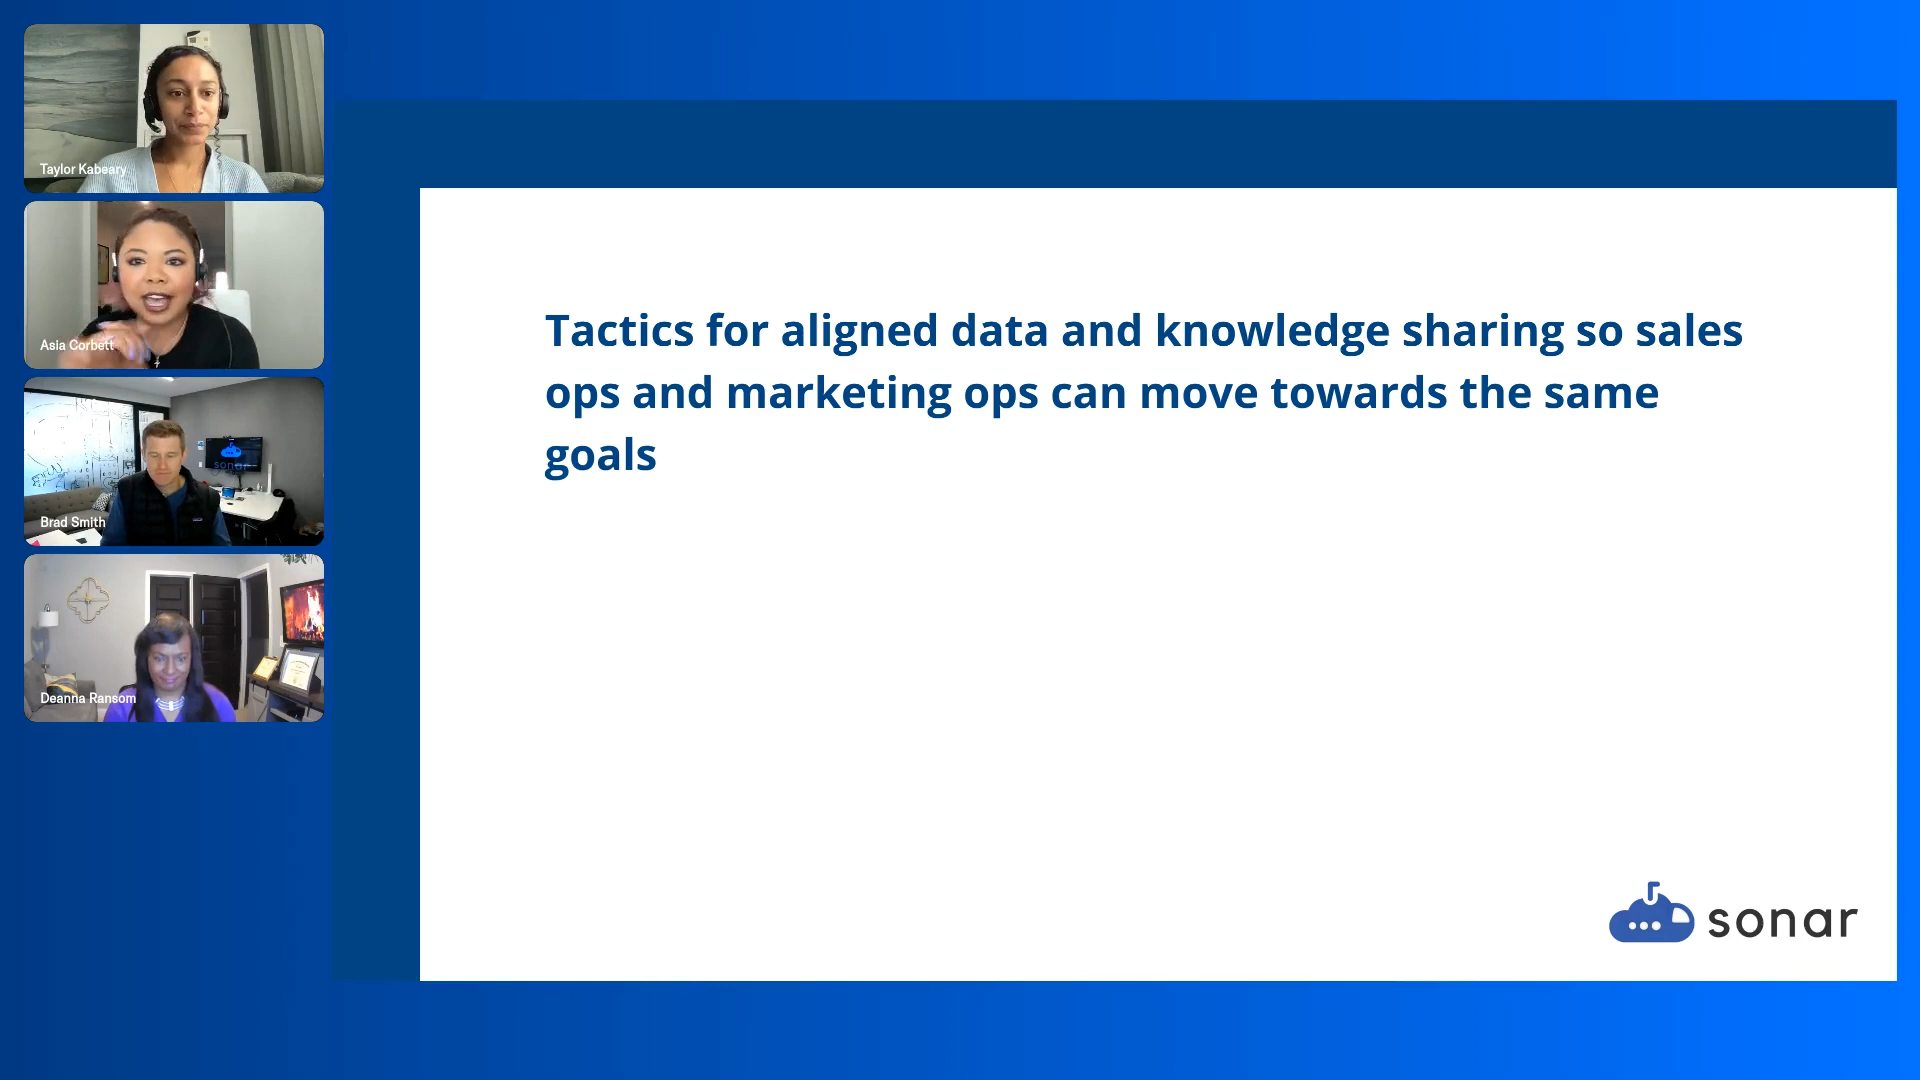 Taylor Kabeary
Asia Corbett
Brad Smith
Deanna Ransom
sonar
Tactics for aligned data and knowledge sharing so sales
ops and marketing ops can move towards the same
goals
sonar